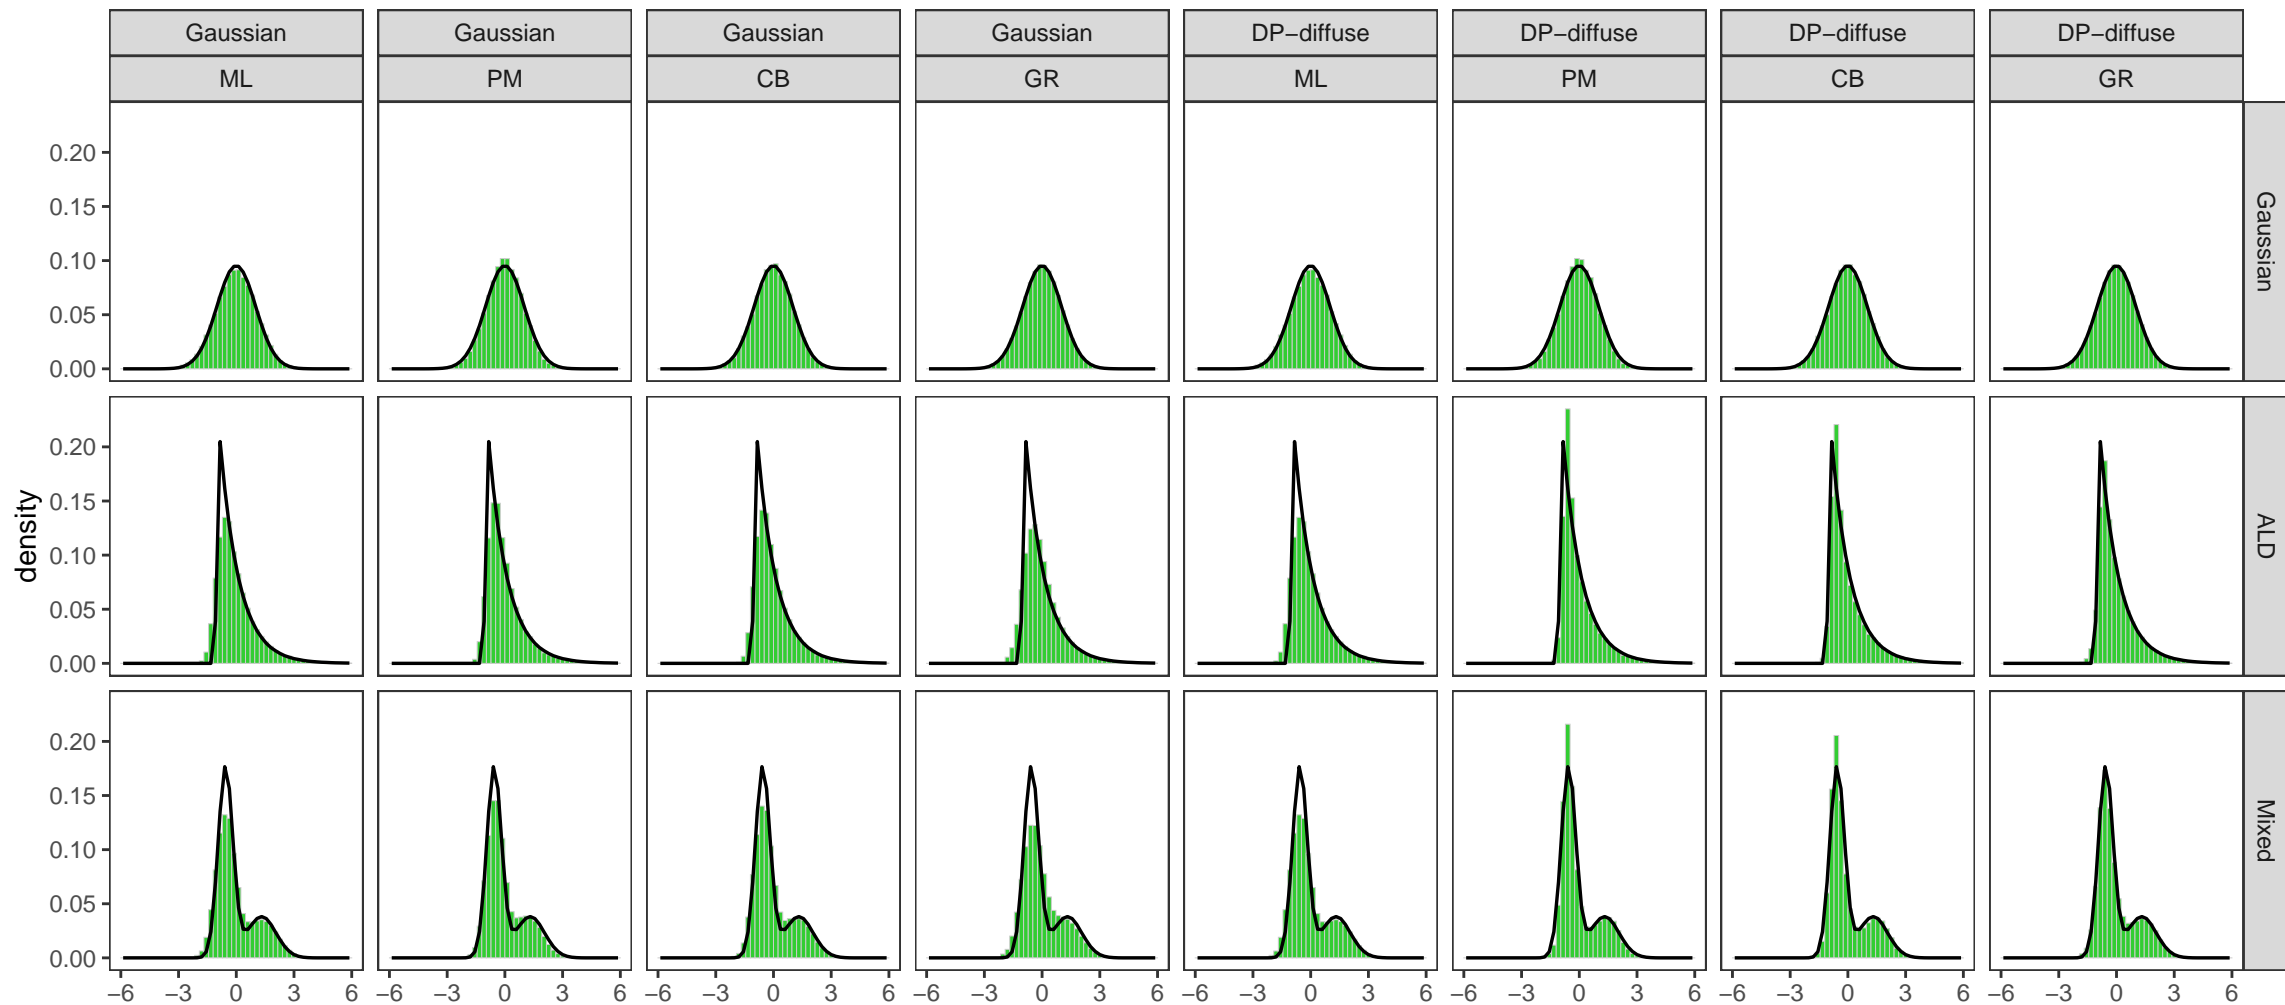 Gaussian Gaussian Gaussian Gaussian DP−diffuse DP−diffuse DP−diffuse DP−diffuse
ML PM CB GR ML PM CB GR
0.20
0.15
0.10
0.05
0.00
Gaussian
0.20
0.15
0.10
0.05
0.00
ALD
density
0.20
0.15
0.10
0.05
0.00
Mixed
−6 −3 0 3 6 −6 −3 0 3 6 −6 −3 0 3 6 −6 −3 0 3 6 −6 −3 0 3 6 −6 −3 0 3 6 −6 −3 0 3 6 −6 −3 0 3 6